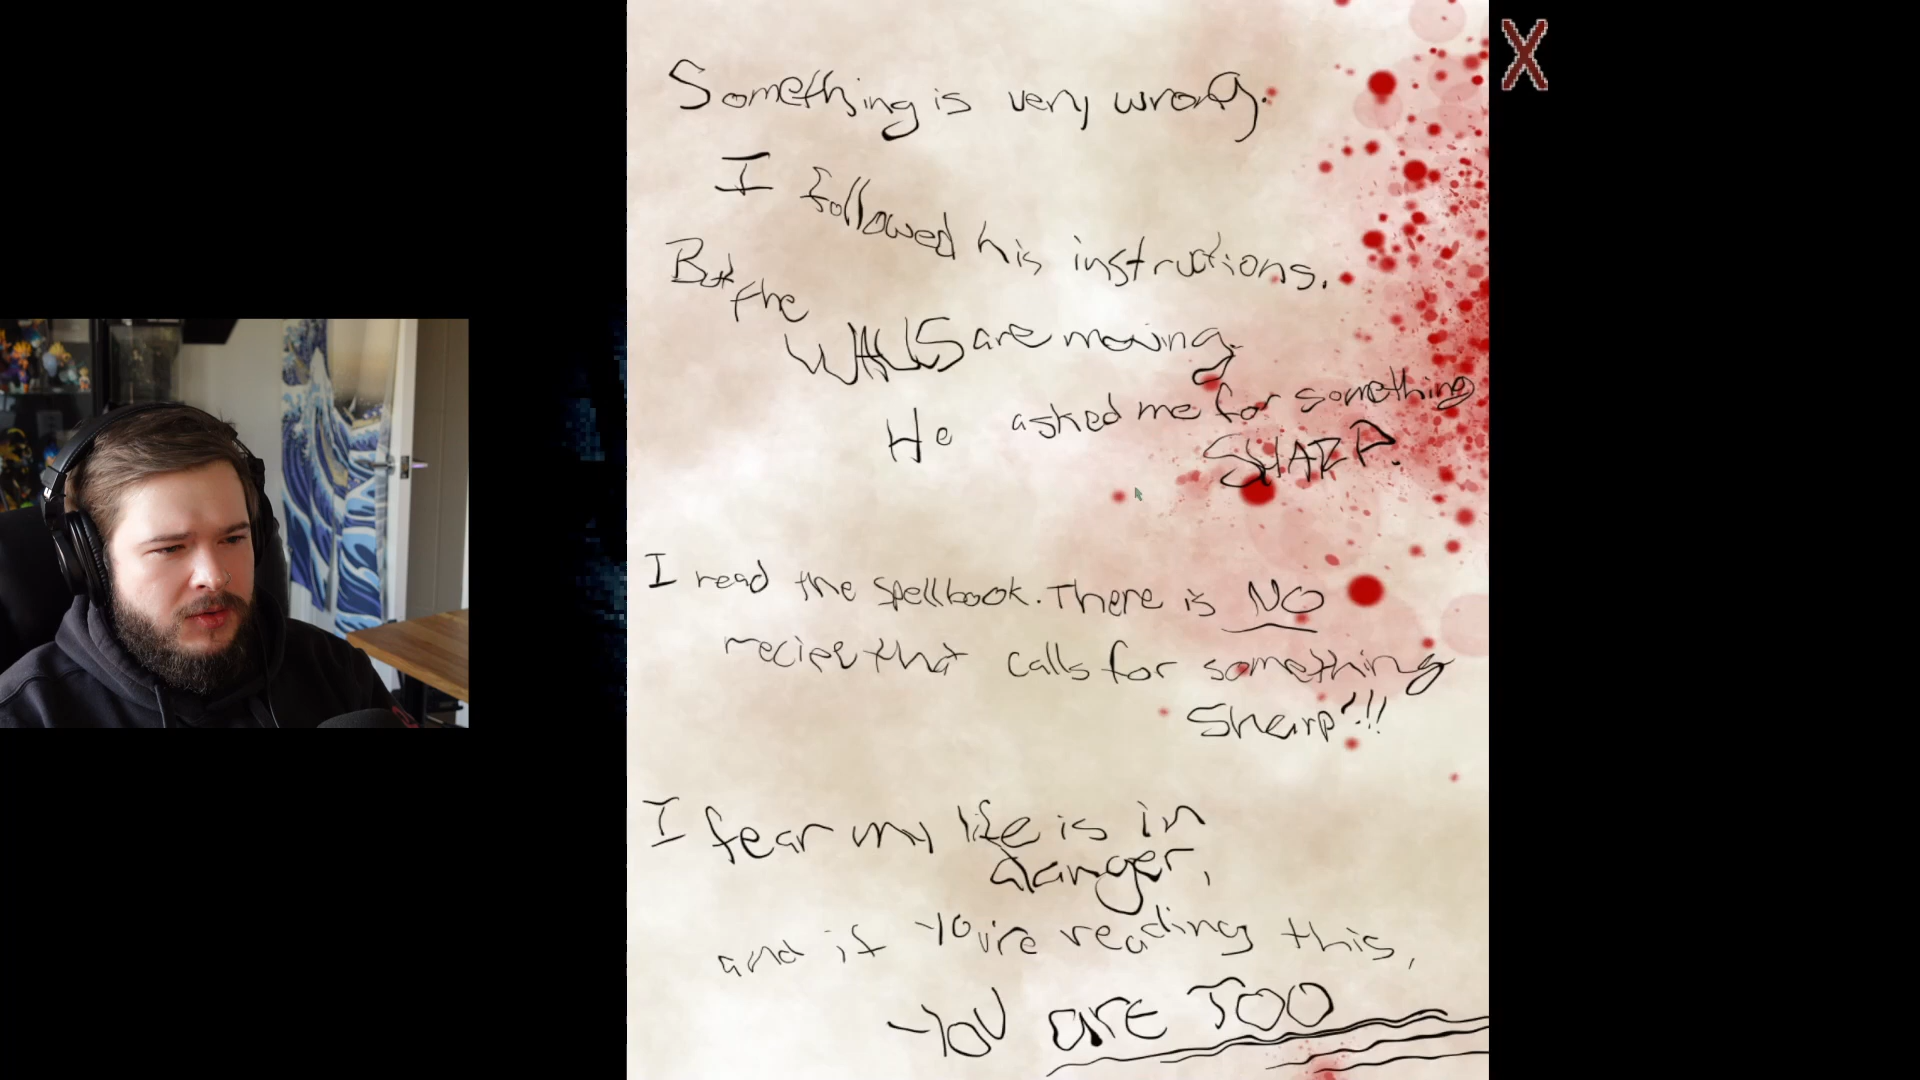 X
Something is very wrong.
I followed his instructions.
But the
WALLS are moving.
He asked me for something
SHARP.
I read the spellbook. There is NO
recipe that calls for something
Sharp!!!
I fear my life is in
danger,
and if you're reading this,
YOU are TOO